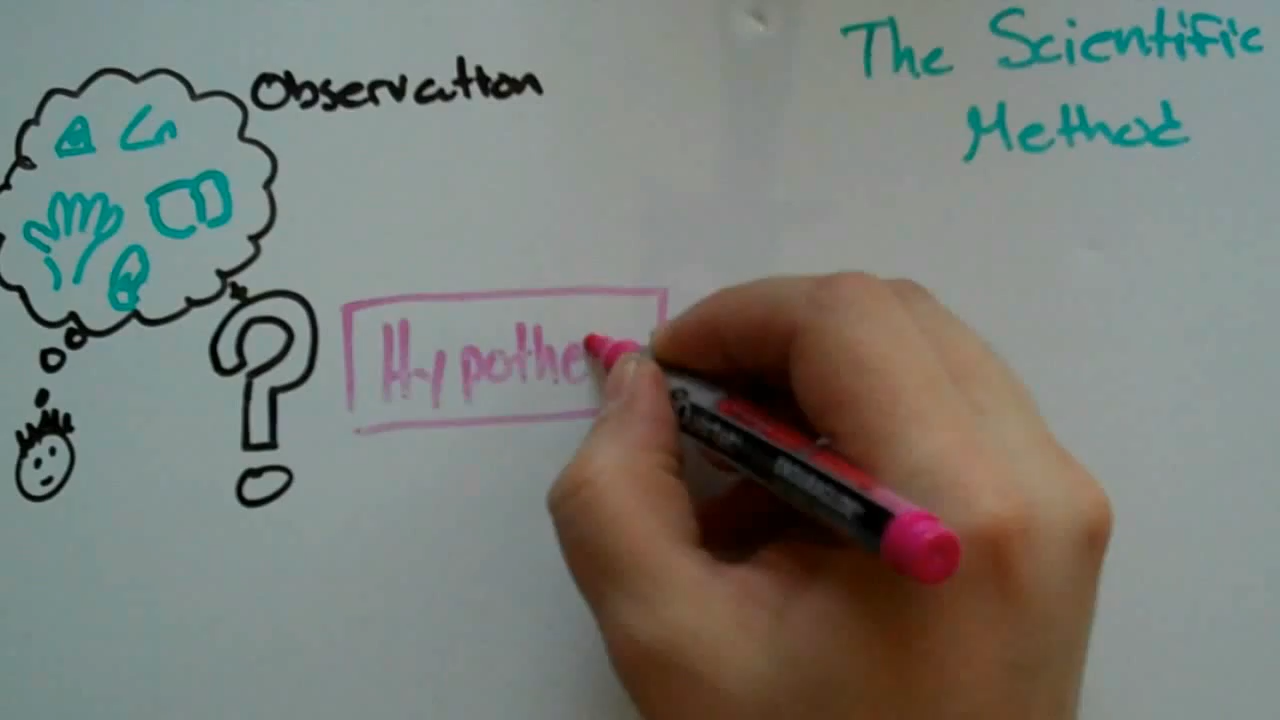 The Scientific
Method
Observation
?
Hypothe